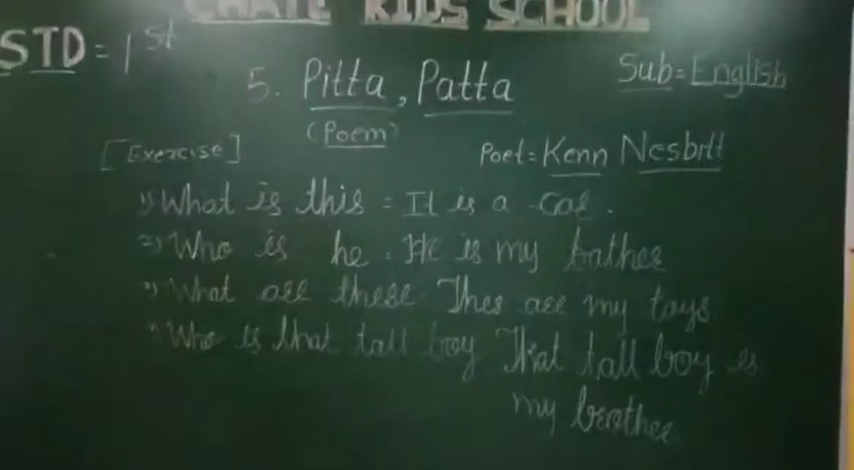 CHATE KIDS SCHOOL
STD = 1st
Sub = English
5. Pitta, Patta
(Poem)
[Exercise]
Poet = Kenn Nesbitt
1) What is this = It is a cat.
2) Who is he. He is my father
3) What are these Thes are my toys
4) Who is that tall boy That tall boy is
my brother